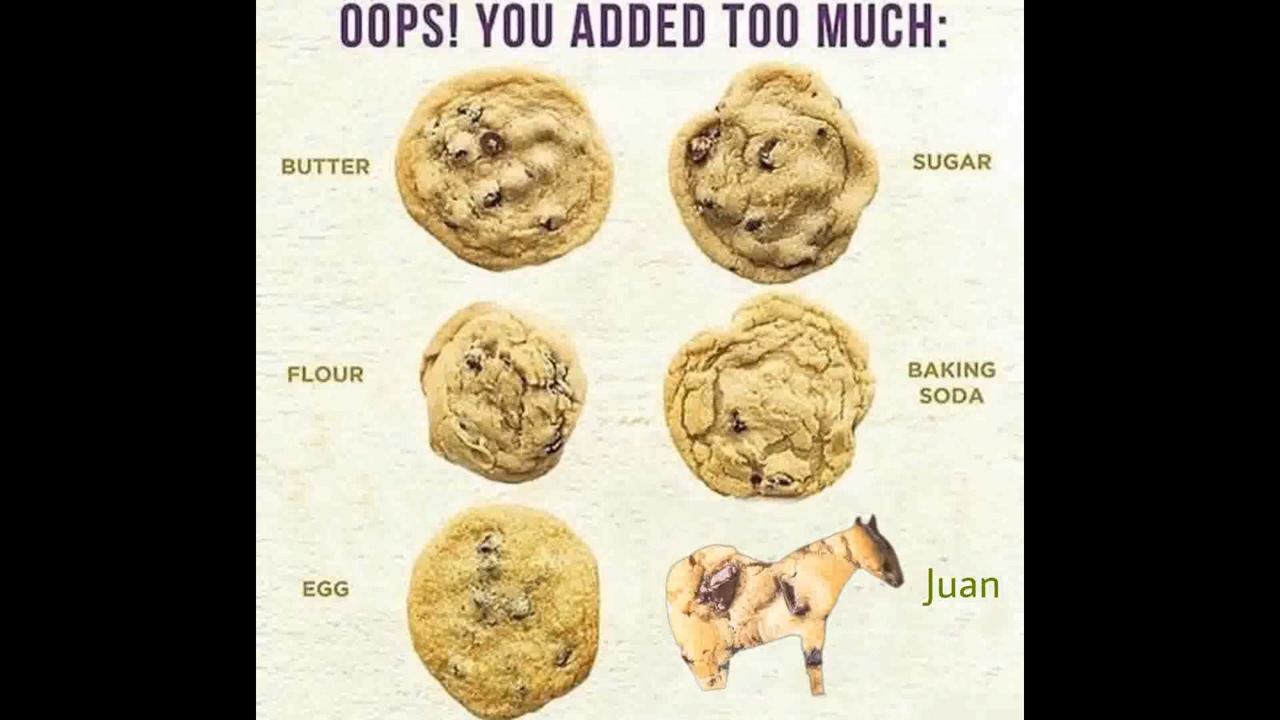 OOPS! YOU ADDED TOO MUCH:
BUTTER
SUGAR
FLOUR
BAKING
SODA
EGG
Juan